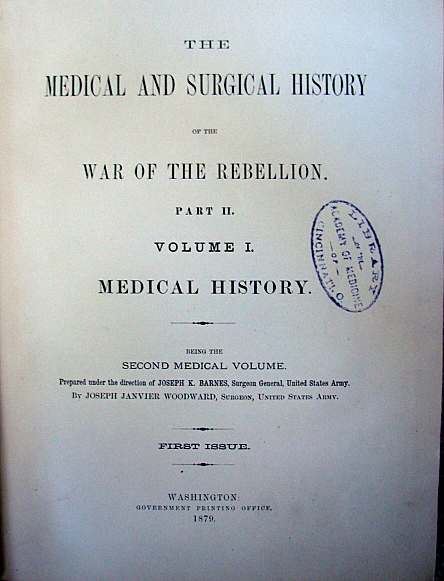 THE
MEDICAL AND SURGICAL HISTORY
OF THE
WAR OF THE REBELLION.
PART II.
VOLUME I.
MEDICAL HISTORY.
BEING THE
SECOND MEDICAL VOLUME.
Prepared under the direction of JOSEPH K. BARNES, Surgeon General, United States Army.
By JOSEPH JANVIER WOODWARD, Surgeon, United States Army.
FIRST ISSUE.
WASHINGTON:
GOVERNMENT PRINTING OFFICE.
1879.
LIBRARY
ACADEMY OF MEDICINE
OF
CINCINNATI, O.